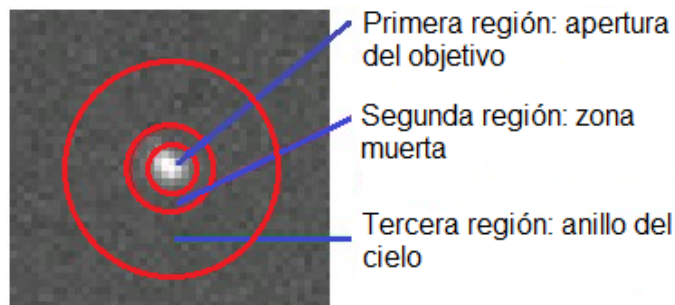 Primera región: apertura
del objetivo
Segunda región: zona
muerta
Tercera región: anillo del
cielo